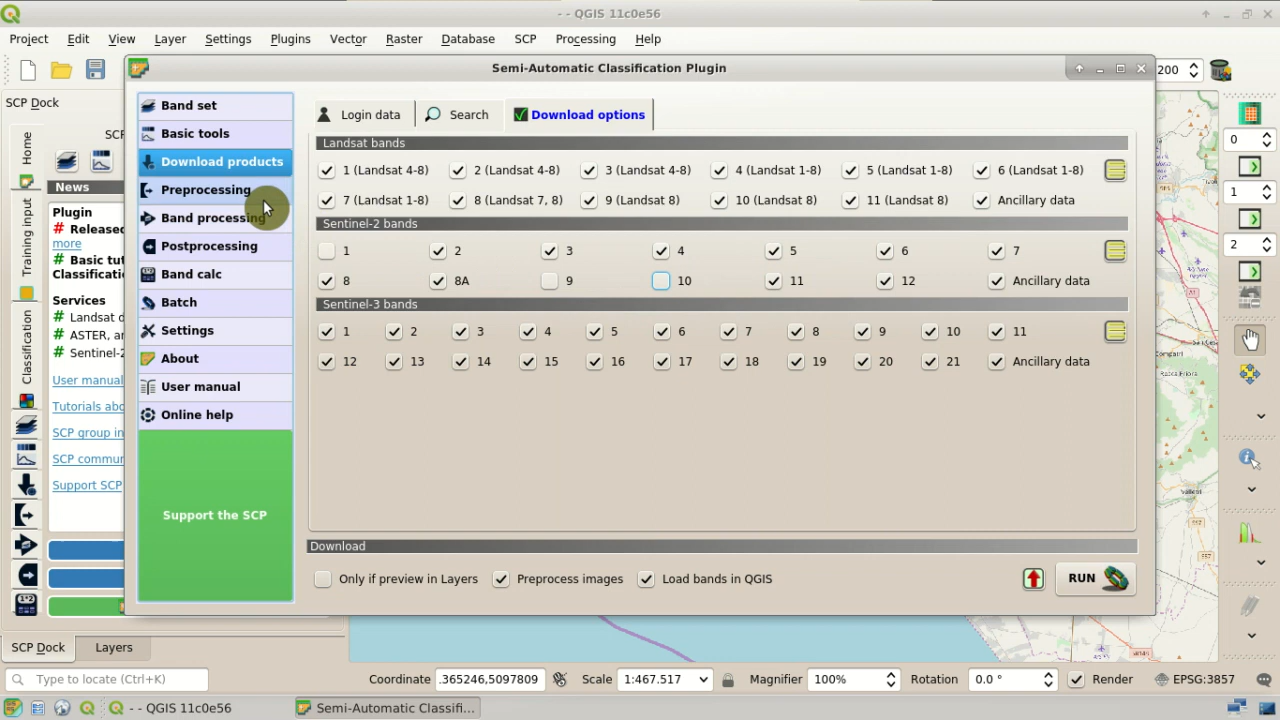 - - QGIS 11c0e56
Project Edit View Layer Settings Plugins Vector Raster Database SCP Processing Help
Semi-Automatic Classification Plugin
200
SCP Dock
Home
Training input
Classification
SC
News
Plugin
# Released
more
# Basic tut
Classification
Services
# Landsat d
# ASTER, an
# Sentinel-2
User manual
Tutorials abo
SCP group in
SCP commun
Support SCP
Band set
Basic tools
Download products
Preprocessing
Band processing
Postprocessing
Band calc
Batch
Settings
About
User manual
Online help
Support the SCP
Login data Search Download options
Landsat bands
1 (Landsat 4-8) 2 (Landsat 4-8) 3 (Landsat 4-8) 4 (Landsat 1-8) 5 (Landsat 1-8) 6 (Landsat 1-8)
7 (Landsat 1-8) 8 (Landsat 7, 8) 9 (Landsat 8) 10 (Landsat 8) 11 (Landsat 8) Ancillary data
Sentinel-2 bands
1 2 3 4 5 6 7
8 8A 9 10 11 12 Ancillary data
Sentinel-3 bands
1 2 3 4 5 6 7 8 9 10 11
12 13 14 15 16 17 18 19 20 21 Ancillary data
Download
Only if preview in Layers Preprocess images Load bands in QGIS RUN
0
1
2
SCP Dock Layers
Type to locate (Ctrl+K) Coordinate .365246,5097809 Scale 1:467.517 Magnifier 100% Rotation 0.0 ° Render EPSG:3857
- - QGIS 11c0e56 Semi-Automatic Classifi...